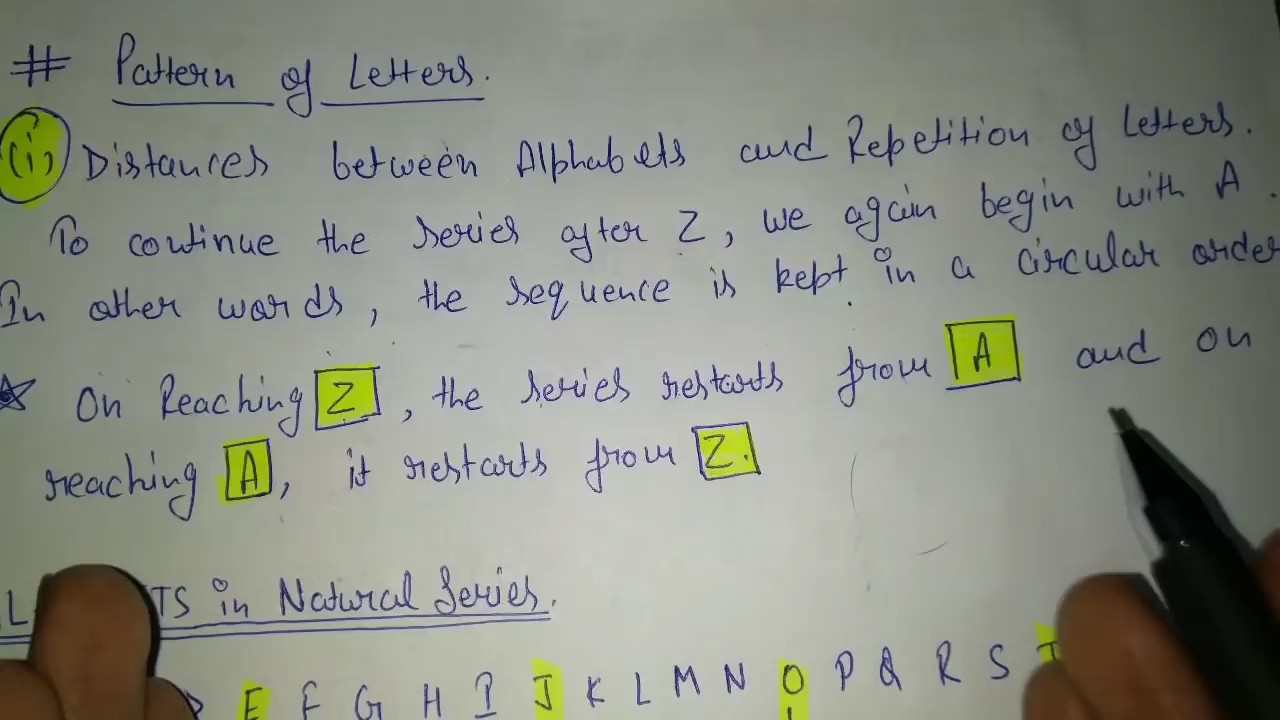 # Pattern of Letters.
(i) Distances between Alphabets and Repetition of Letters.
To continue the series after Z, we again begin with A.
In other words, the sequence is kept in a circular order
☆ On Reaching Z, the series restarts from A and on
reaching A, it restarts from Z.
TS in Natural Series.
E F G H I J K L M N O P Q R S T